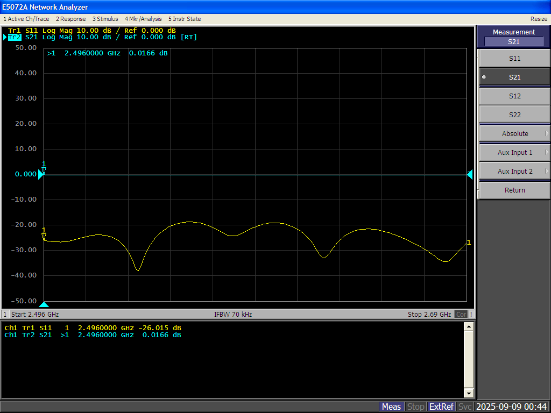 E5072A Network Analyzer
1 Active Ch/Trace 2 Response 3 Stimulus 4 Mkr/Analysis 5 Instr State
Resize
Tr1 S11 Log Mag 10.00 dB / Ref 0.000 dB
Tr2 S21 Log Mag 10.00 dB / Ref 0.000 dB [RT]
>1 2.4960000 GHz 0.0166 dB
50.00
40.00
30.00
20.00
10.00
0.000
-10.00
-20.00
-30.00
-40.00
-50.00
1
1
1
1 Start 2.496 GHz
IFBW 70 kHz
Stop 2.69 GHz
Ch1 Tr1 S11 1 2.4960000 GHz -26.015 dB
Ch1 Tr2 S21 >1 2.4960000 GHz 0.0166 dB
Measurement
S21
S11
S21
S12
S22
Absolute
Aux Input 1
Aux Input 2
Return
Meas Stop ExtRef Svc 2025-09-09 00:44